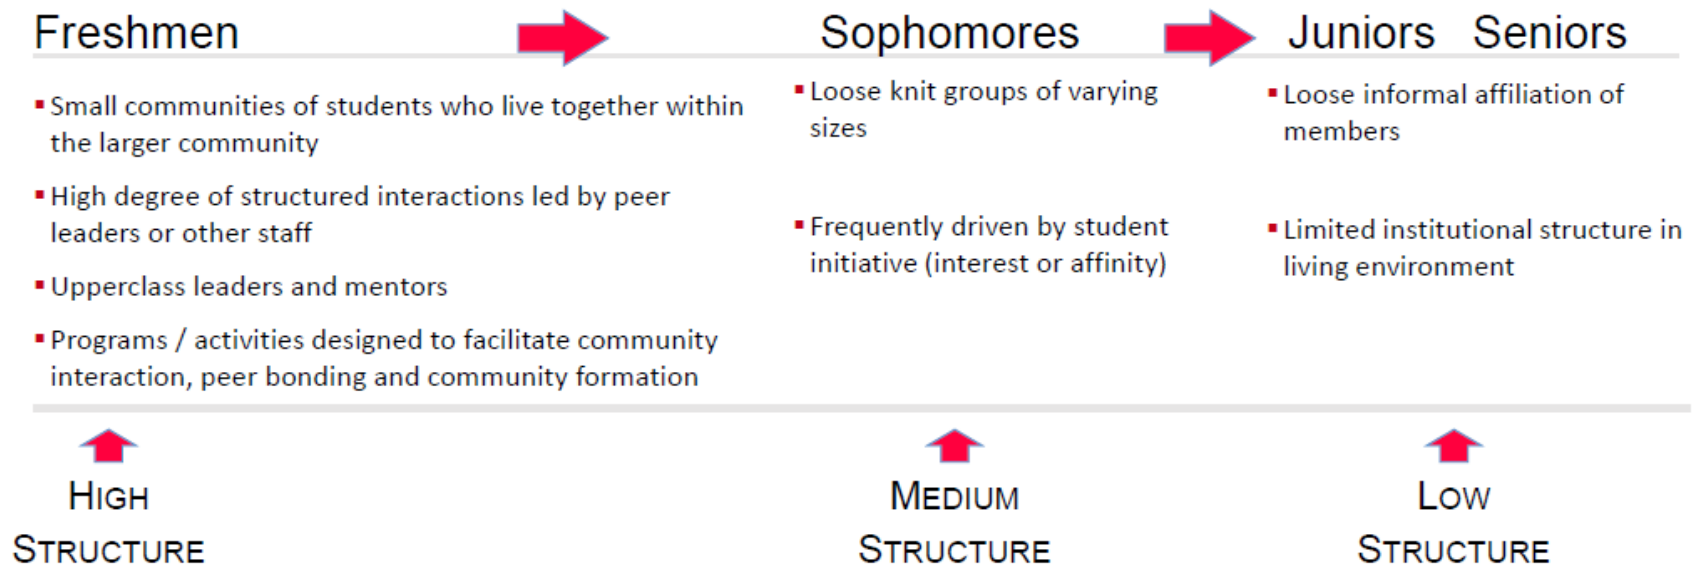 Freshmen
Sophomores
Juniors Seniors
▪ Small communities of students who live together within
the larger community
▪ High degree of structured interactions led by peer
leaders or other staff
▪ Upperclass leaders and mentors
▪ Programs / activities designed to facilitate community
interaction, peer bonding and community formation
▪ Loose knit groups of varying
sizes
▪ Frequently driven by student
initiative (interest or affinity)
▪ Loose informal affiliation of
members
▪ Limited institutional structure in
living environment
HIGH
STRUCTURE
MEDIUM
STRUCTURE
LOW
STRUCTURE